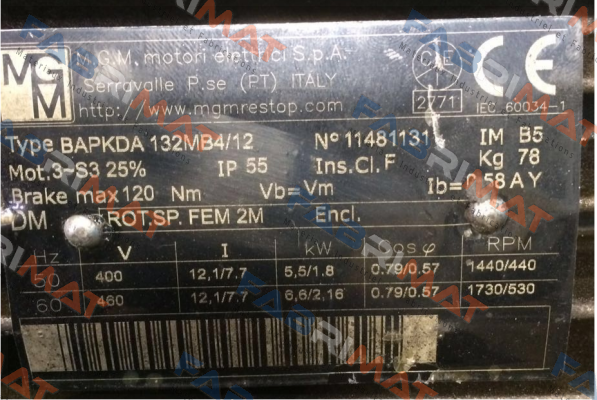 MGM
M.G.M. motori elettrici S.p.A.
Serravalle P.se (PT) ITALY
http://www.mgmrestop.com
2771
CE
IEC 60034-1
Type BAPKDA 132MB4/12 N° 11481131 IM B5
Mot.3~S3 25% IP 55 Ins.Cl. F Kg 78
Brake max 120 Nm Vb=Vm Ib=0.58 A Y
DM ROT.SP. FEM 2M Encl.
Hz V I kW cos φ RPM
50 400 12,1/7.7 5,5/1.8 0.79/0.57 1440/440
60 460 12,1/7.7 6,6/2,16 0.79/0.57 1730/530
FABRIMAT